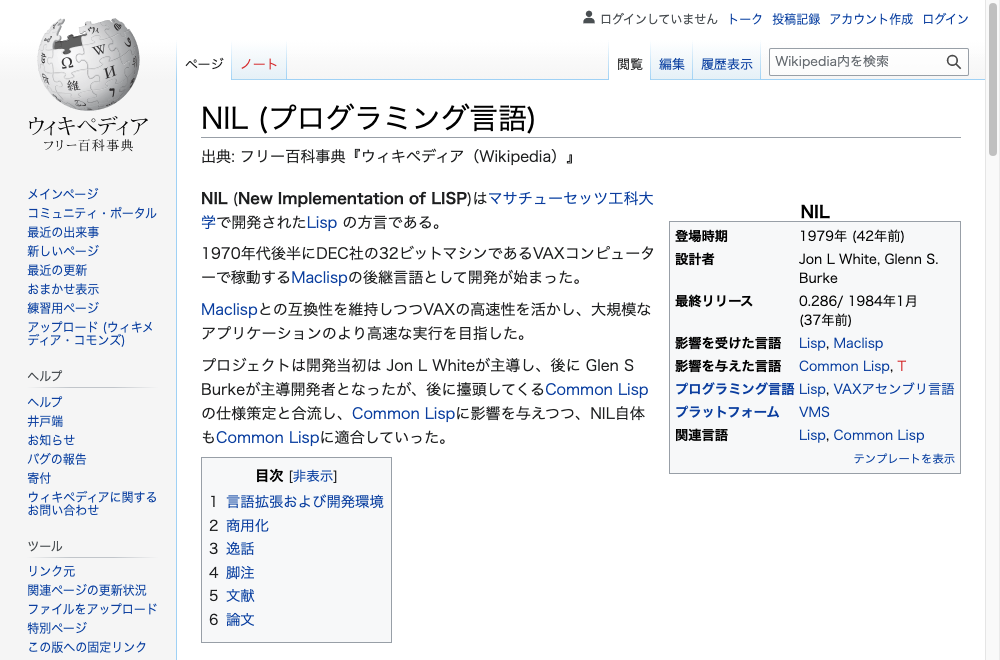 ログインしていません トーク 投稿記録 アカウント作成 ログイン
ページ ノート 閲覧 編集 履歴表示 Wikipedia内を検索
ウィキペディア
フリー百科事典
メインページ
コミュニティ・ポータル
最近の出来事
新しいページ
最近の更新
おまかせ表示
練習用ページ
アップロード (ウィキメ
ディア・コモンズ)
ヘルプ
ヘルプ
井戸端
お知らせ
バグの報告
寄付
ウィキペディアに関する
お問い合わせ
ツール
リンク元
関連ページの更新状況
ファイルをアップロード
特別ページ
この版への固定リンク
NIL (プログラミング言語)
出典: フリー百科事典『ウィキペディア（Wikipedia）』
NIL (New Implementation of LISP)はマサチューセッツ工科大
学で開発されたLisp の方言である。
1970年代後半にDEC社の32ビットマシンであるVAXコンピュータ
ーで稼動するMaclispの後継言語として開発が始まった。
Maclispとの互換性を維持しつつVAXの高速性を活かし、大規模な
アプリケーションのより高速な実行を目指した。
プロジェクトは開発当初は Jon L Whiteが主導し、後に Glen S
Burkeが主導開発者となったが、後に擡頭してくるCommon Lisp
の仕様策定と合流し、Common Lispに影響を与えつつ、NIL自体
もCommon Lispに適合していった。
NIL
登場時期 1979年 (42年前)
設計者 Jon L White, Glenn S.
Burke
最終リリース 0.286/ 1984年1月
(37年前)
影響を受けた言語 Lisp, Maclisp
影響を与えた言語 Common Lisp, T
プログラミング言語 Lisp, VAXアセンブリ言語
プラットフォーム VMS
関連言語 Lisp, Common Lisp
テンプレートを表示
目次 [非表示]
1 言語拡張および開発環境
2 商用化
3 逸話
4 脚注
5 文献
6 論文